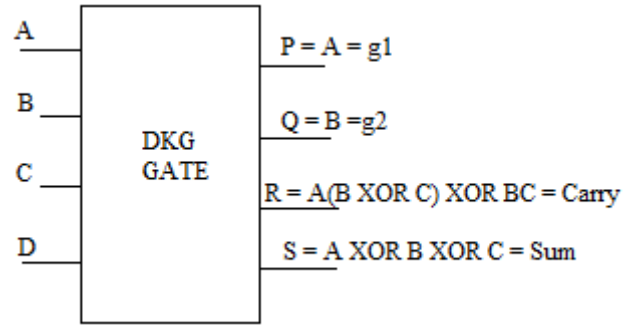 A
P = A = g1
B
Q = B =g2
DKG
GATE
C
R = A(B XOR C) XOR BC = Carry
D
S = A XOR B XOR C = Sum